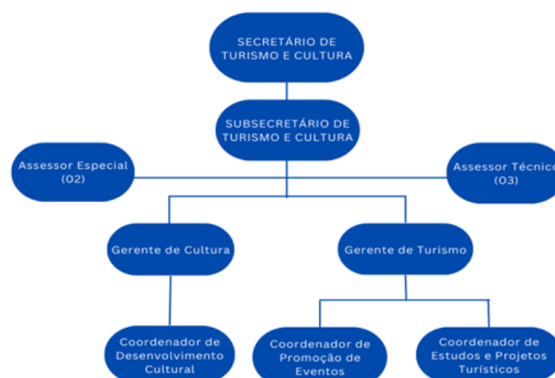 SECRETÁRIO DE
TURISMO E CULTURA
SUBSECRETÁRIO DE
TURISMO E CULTURA
Assessor Especial
(02)
Assessor Técnico
(03)
Gerente de Cultura
Gerente de Turismo
Coordenador de
Desenvolvimento
Cultural
Coordenador de
Promoção de
Eventos
Coordenador de
Estudos e Projetos
Turísticos